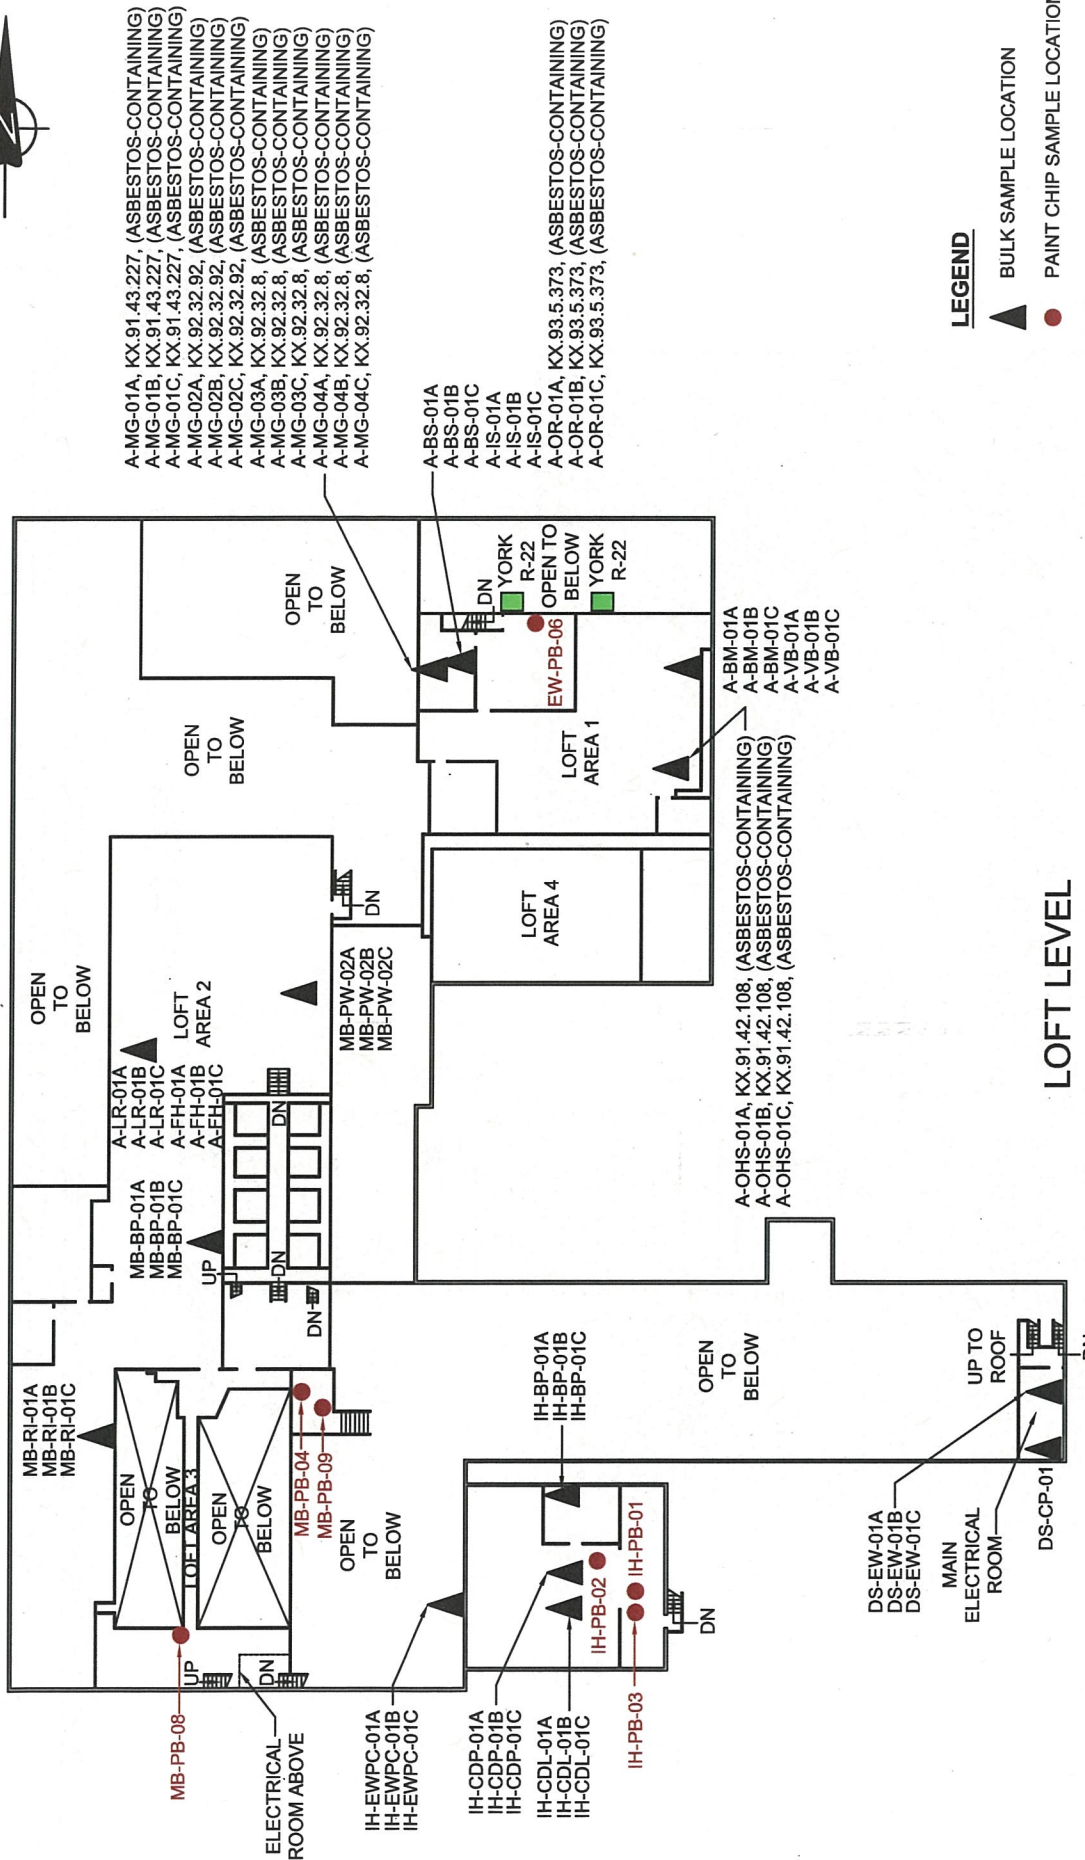 A-MG-01A, KX.91.43.227, (ASBESTOS-CONTAINING)
A-MG-01B, KX.91.43.227, (ASBESTOS-CONTAINING)
A-MG-01C, KX.91.43.227, (ASBESTOS-CONTAINING)
A-MG-02A, KX.92.32.92, (ASBESTOS-CONTAINING)
A-MG-02B, KX.92.32.92, (ASBESTOS-CONTAINING)
A-MG-02C, KX.92.32.92, (ASBESTOS-CONTAINING)
A-MG-03A, KX.92.32.8, (ASBESTOS-CONTAINING)
A-MG-03B, KX.92.32.8, (ASBESTOS-CONTAINING)
A-MG-03C, KX.92.32.8, (ASBESTOS-CONTAINING)
A-MG-04A, KX.92.32.8, (ASBESTOS-CONTAINING)
A-MG-04B, KX.92.32.8, (ASBESTOS-CONTAINING)
A-MG-04C, KX.92.32.8, (ASBESTOS-CONTAINING)
A-BS-01A
A-BS-01B
A-BS-01C
A-IS-01A
A-IS-01B
A-IS-01C
A-OR-01A, KX.93.5.373, (ASBESTOS-CONTAINING)
A-OR-01B, KX.93.5.373, (ASBESTOS-CONTAINING)
A-OR-01C, KX.93.5.373, (ASBESTOS-CONTAINING)
LEGEND
BULK SAMPLE LOCATION
PAINT CHIP SAMPLE LOCATION
OPEN
TO
BELOW
DN
YORK
R-22
OPEN TO
BELOW
YORK
R-22
EW-PB-06
OPEN
TO
BELOW
LOFT
AREA 1
A-BM-01A
A-BM-01B
A-BM-01C
A-VB-01A
A-VB-01B
A-VB-01C
OPEN
TO
BELOW
LOFT
AREA 2
DN
LOFT
AREA 4
MB-PW-02A
MB-PW-02B
MB-PW-02C
A-LR-01A
A-LR-01B
A-LR-01C
A-FH-01A
A-FH-01B
A-FH-01C
DN
A-OHS-01A, KX.91.42.108, (ASBESTOS-CONTAINING)
A-OHS-01B, KX.91.42.108, (ASBESTOS-CONTAINING)
A-OHS-01C, KX.91.42.108, (ASBESTOS-CONTAINING)
LOFT LEVEL
MB-BP-01A
MB-BP-01B
MB-BP-01C
UP
DN
DN
MB-RI-01A
MB-RI-01B
MB-RI-01C
OPEN
TO
BELOW
LOFT AREA 3
OPEN
TO
BELOW
MB-PB-04
MB-PB-09
OPEN
TO
BELOW
IH-BP-01A
IH-BP-01B
IH-BP-01C
OPEN
TO
BELOW
UP TO
ROOF
DN
MB-PB-08
UP
DN
ELECTRICAL
ROOM ABOVE
IH-EWPC-01A
IH-EWPC-01B
IH-EWPC-01C
IH-CDP-01A
IH-CDP-01B
IH-CDP-01C
IH-CDL-01A
IH-CDL-01B
IH-CDL-01C
IH-PB-02
IH-PB-01
IH-PB-03
DN
DS-EW-01A
DS-EW-01B
DS-EW-01C
MAIN
ELECTRICAL
ROOM
DS-CP-01